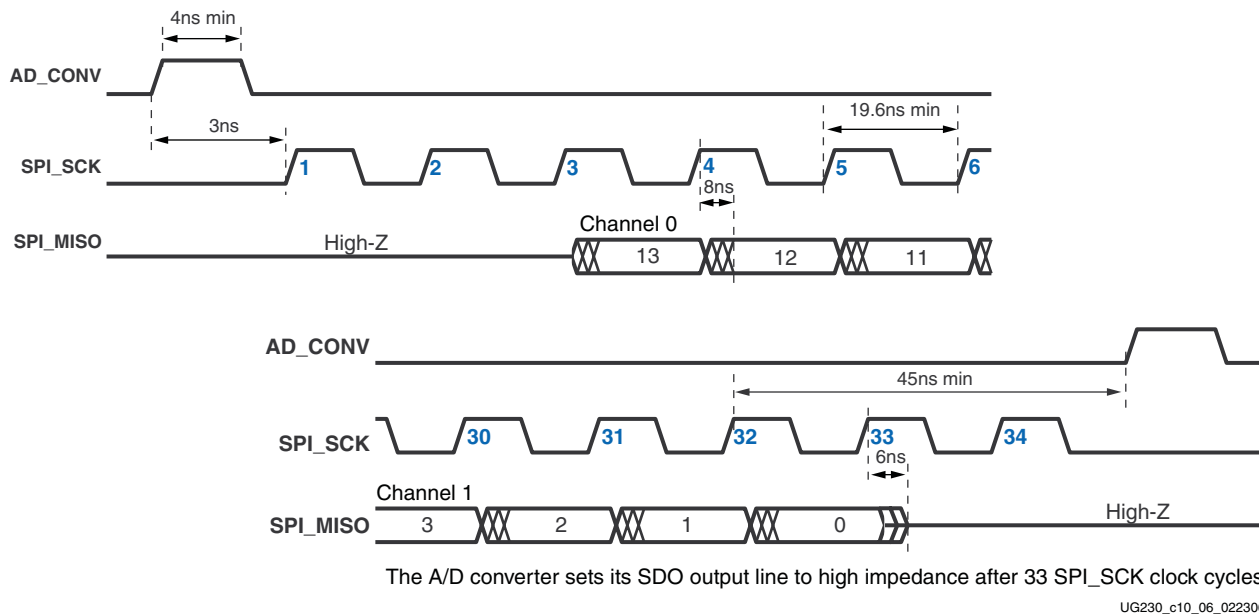 4ns min
AD_CONV
3ns
19.6ns min
SPI_SCK
1 2 3 4 5 6
8ns
Channel 0
SPI_MISO
High-Z
13 12 11
AD_CONV
45ns min
SPI_SCK
30 31 32 33 34
6ns
Channel 1
SPI_MISO
3 2 1 0
High-Z
The A/D converter sets its SDO output line to high impedance after 33 SPI_SCK clock cycles
UG230_c10_06_02230